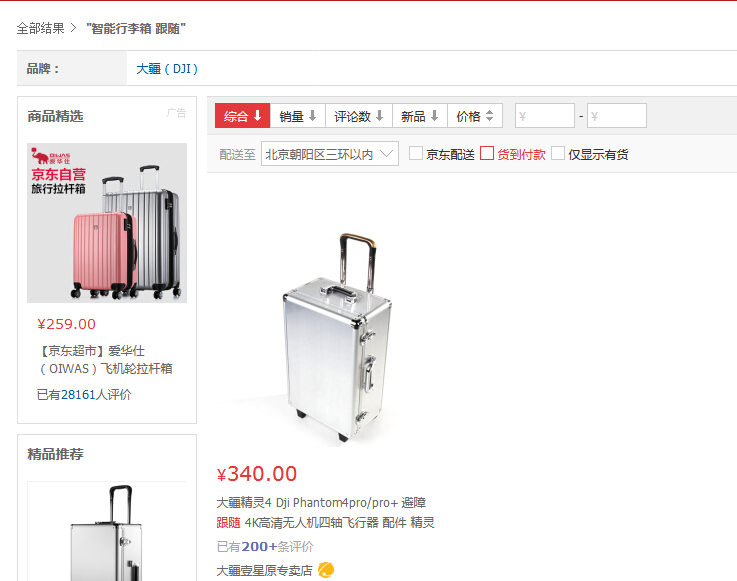 全部结果 > "智能行李箱 跟随"
品牌： 大疆（DJI）
商品精选 广告
OIWAS
爱华仕
京东自营
旅行拉杆箱
¥259.00
【京东超市】爱华仕
（OIWAS）飞机轮拉杆箱
已有28161人评价
精品推荐
综合 销量 评论数 新品 价格 ¥ - ¥
配送至 北京朝阳区三环以内 京东配送 货到付款 仅显示有货
¥340.00
大疆精灵4 Dji Phantom4pro/pro+ 避障
跟随 4K高清无人机四轴飞行器 配件 精灵
已有200+条评价
大疆壹星原专卖店